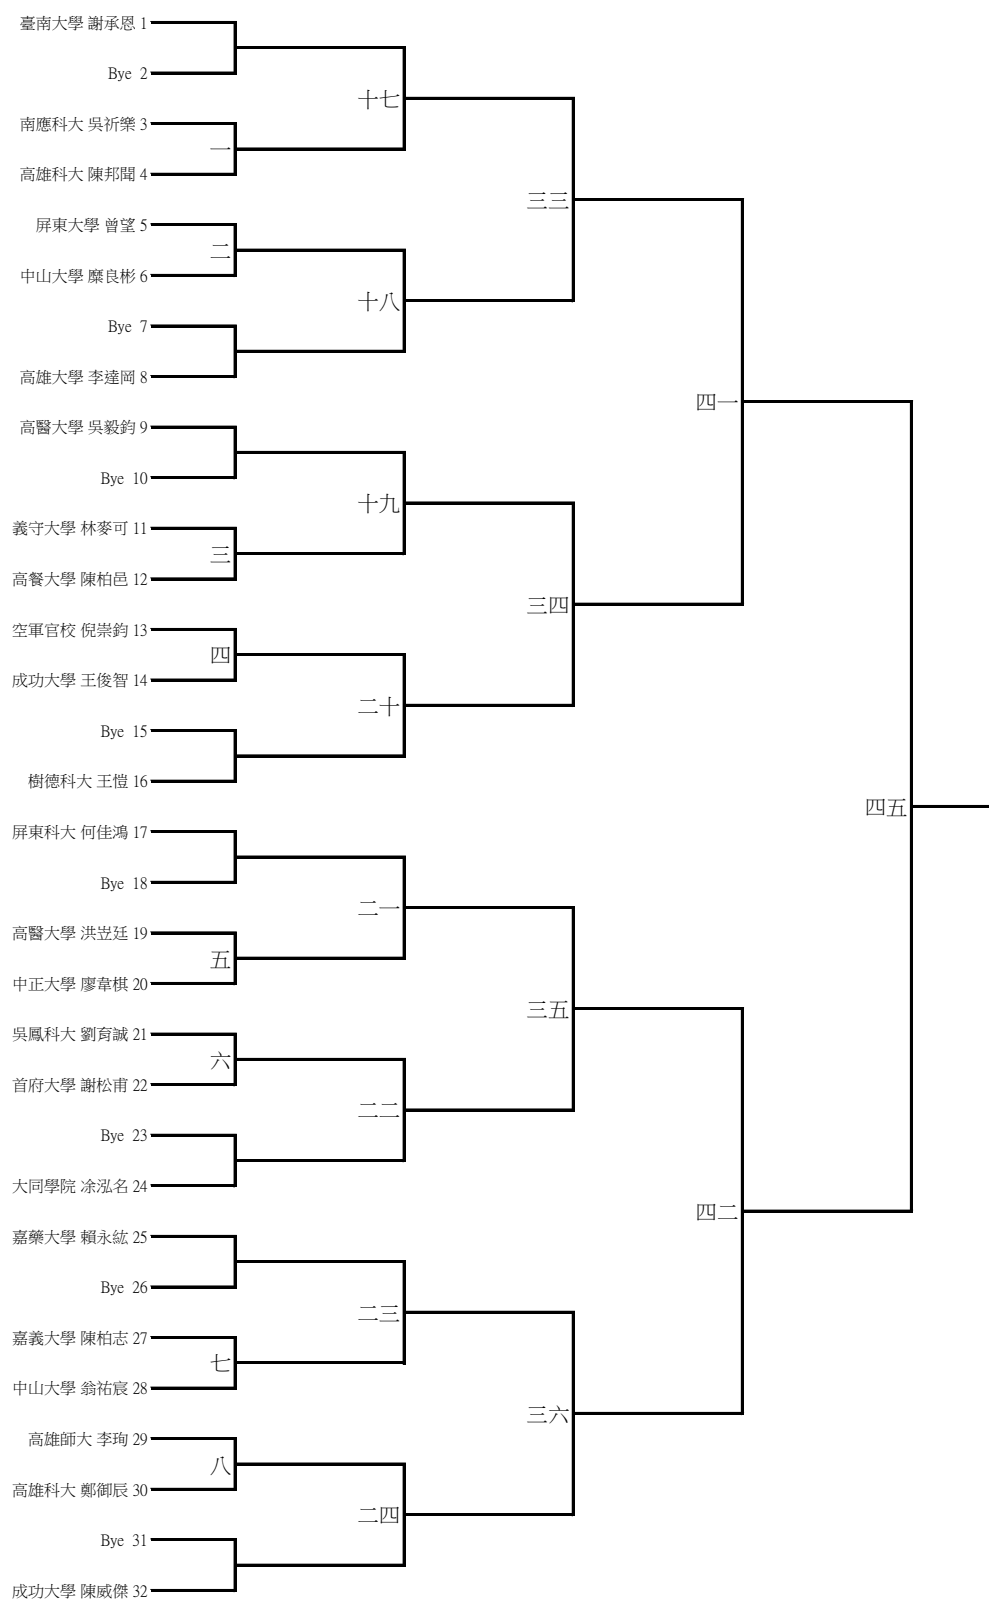 臺南大學 謝承恩 1
Bye 2
十七
南應科大 吳祈樂 3
一
高雄科大 陳邦聞 4
三三
屏東大學 曾望 5
二
中山大學 糜良彬 6
十八
Bye 7
高雄大學 李達岡 8
四一
高醫大學 吳毅鈞 9
Bye 10
十九
義守大學 林麥可 11
三
高餐大學 陳柏邑 12
三四
空軍官校 倪崇鈞 13
四
成功大學 王俊智 14
二十
Bye 15
樹德科大 王愷 16
四五
屏東科大 何佳鴻 17
Bye 18
二一
高醫大學 洪岦廷 19
五
中正大學 廖韋棋 20
三五
吳鳳科大 劉育誠 21
六
首府大學 謝松甫 22
二二
Bye 23
大同學院 凃泓名 24
四二
嘉藥大學 賴永紘 25
Bye 26
二三
嘉義大學 陳柏志 27
七
中山大學 翁祐宸 28
三六
高雄師大 李珣 29
八
高雄科大 鄭御辰 30
二四
Bye 31
成功大學 陳威傑 32